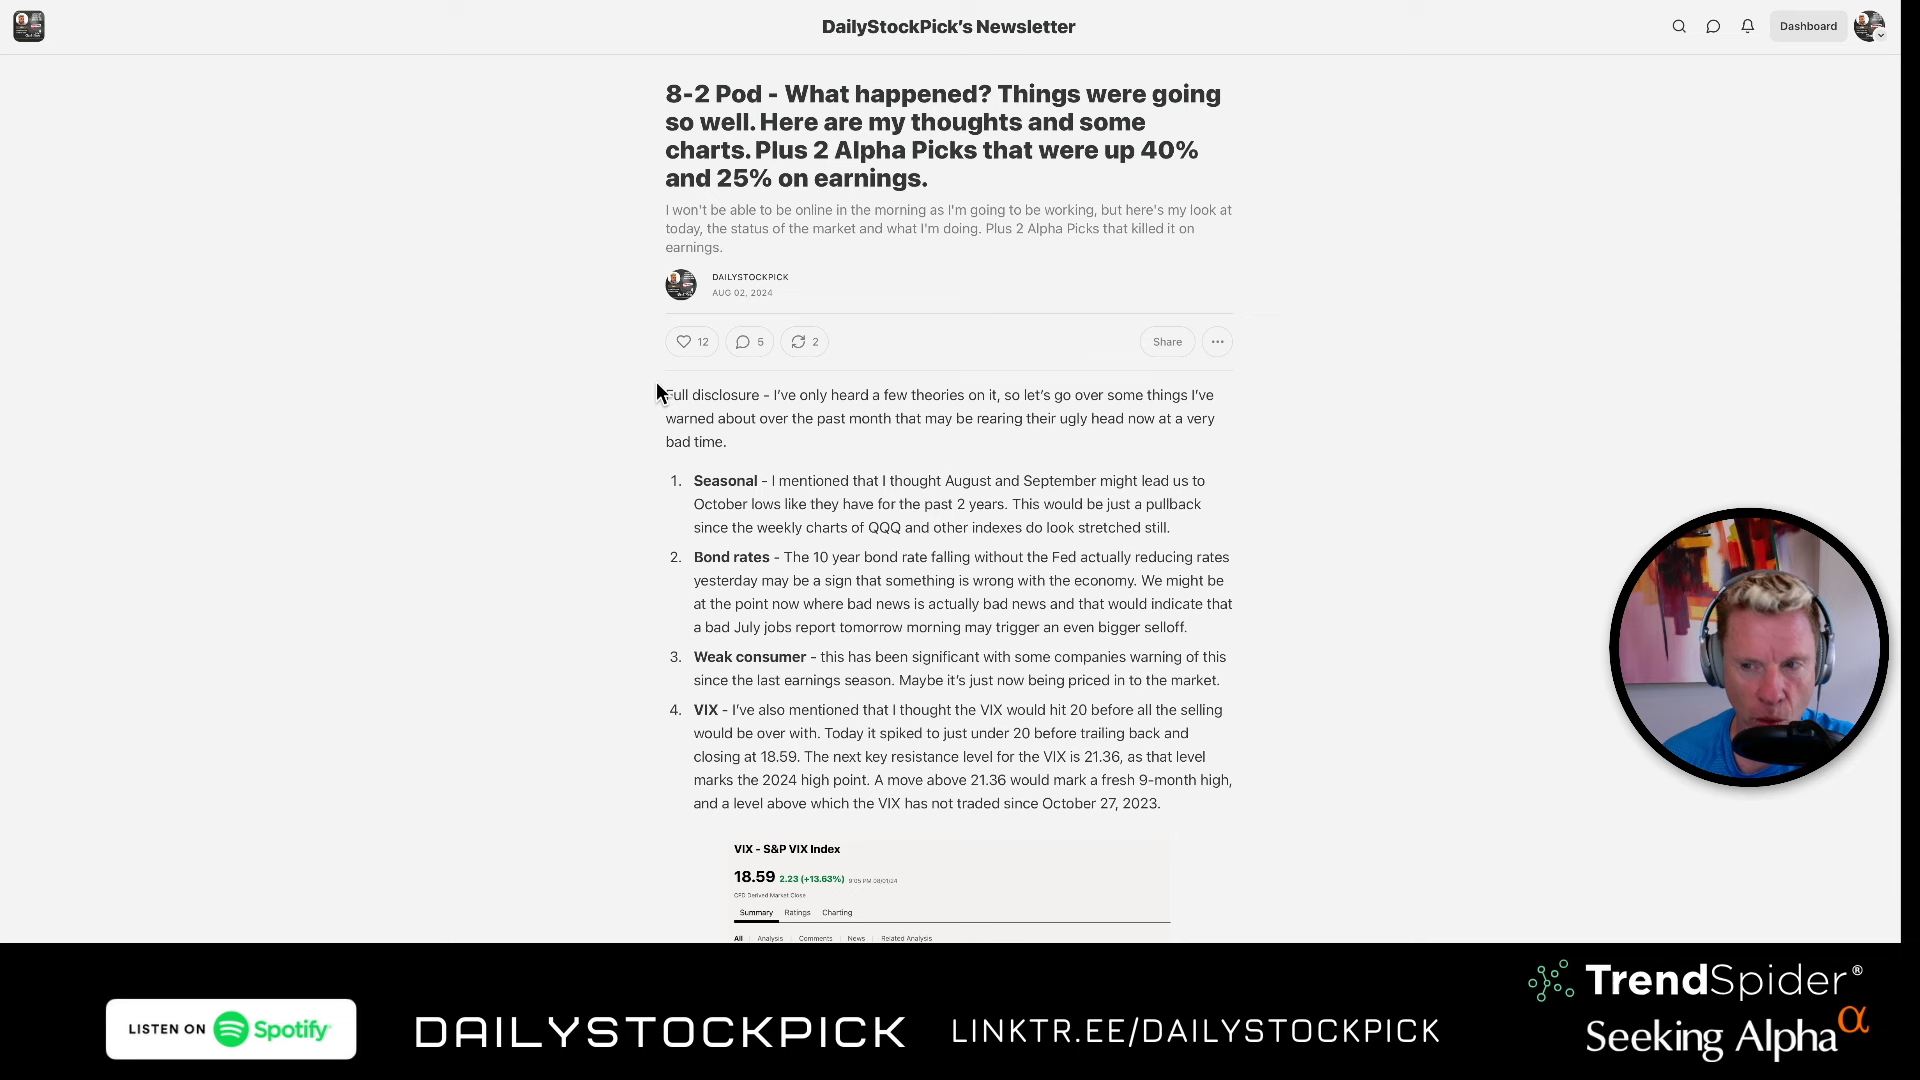 DailyStockPick's Newsletter
Dashboard
8-2 Pod - What happened? Things were going
so well. Here are my thoughts and some
charts. Plus 2 Alpha Picks that were up 40%
and 25% on earnings.
I won't be able to be online in the morning as I'm going to be working, but here's my look at
today, the status of the market and what I'm doing. Plus 2 Alpha Picks that killed it on
earnings.
DAILYSTOCKPICK
AUG 02, 2024
12
5
2
Share
Full disclosure - I've only heard a few theories on it, so let's go over some things I've
warned about over the past month that may be rearing their ugly head now at a very
bad time.
1. Seasonal - I mentioned that I thought August and September might lead us to
October lows like they have for the past 2 years. This would be just a pullback
since the weekly charts of QQQ and other indexes do look stretched still.
2. Bond rates - The 10 year bond rate falling without the Fed actually reducing rates
yesterday may be a sign that something is wrong with the economy. We might be
at the point now where bad news is actually bad news and that would indicate that
a bad July jobs report tomorrow morning may trigger an even bigger selloff.
3. Weak consumer - this has been significant with some companies warning of this
since the last earnings season. Maybe it's just now being priced in to the market.
4. VIX - I've also mentioned that I thought the VIX would hit 20 before all the selling
would be over with. Today it spiked to just under 20 before trailing back and
closing at 18.59. The next key resistance level for the VIX is 21.36, as that level
marks the 2024 high point. A move above 21.36 would mark a fresh 9-month high,
and a level above which the VIX has not traded since October 27, 2023.
VIX - S&P VIX Index
18.59 2.23 (+13.63%) 9:05 PM 08/01/24
CFD Derived Market Close
Summary Ratings Charting
All Analysis Comments News Related Analysis
LISTEN ON Spotify
DAILYSTOCKPICK
LINKTR.EE/DAILYSTOCKPICK
TrendSpider®
Seeking Alpha α